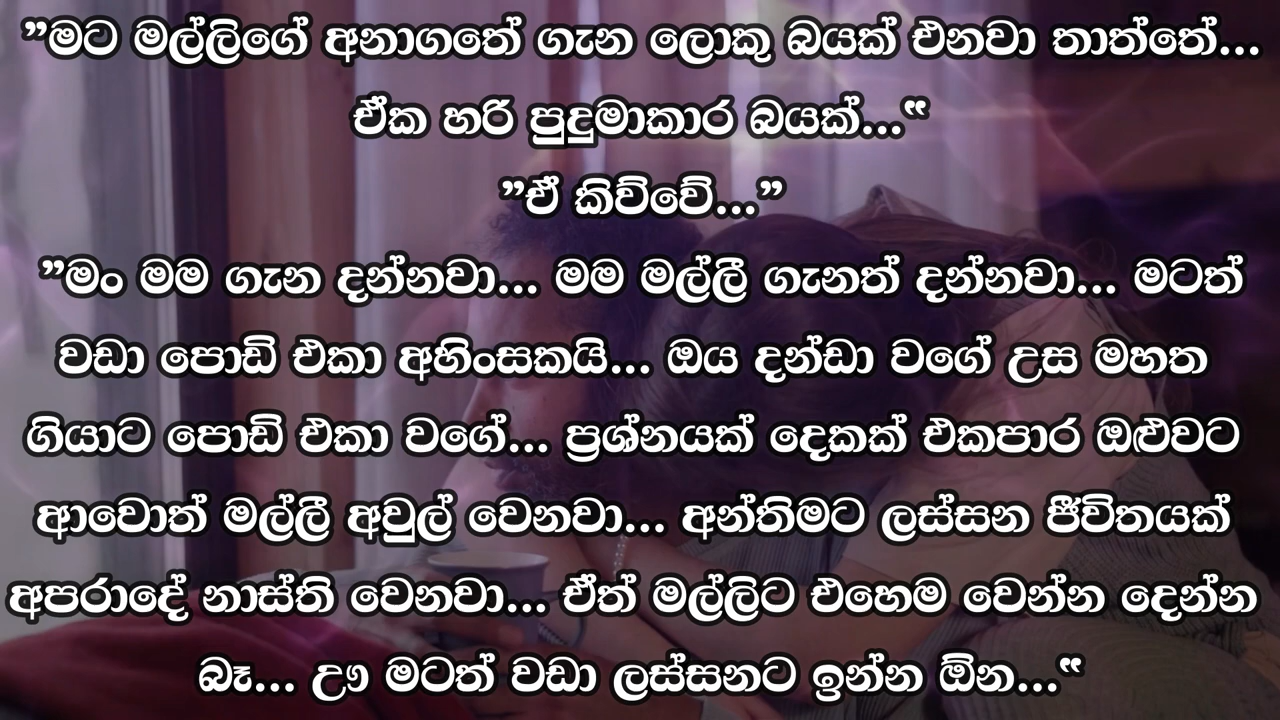 ”මට මල්ලිගේ අනාගතේ ගැන ලොකු බයක් එනවා තාත්තේ...
ඒක හරි පුදුමාකාර බයක්...“
”ඒ කිව්වේ...”
”මං මම ගැන දන්නවා... මම මල්ලී ගැනත් දන්නවා... මටත්
වඩා පොඩි එකා අහිංසකයි... ඔය දන්ඩා වගේ උස මහත
ගියාට පොඩි එකා වගේ... ප්‍රශ්නයක් දෙකක් එකපාර ඔළුවට
ආවොත් මල්ලී අවුල් වෙනවා... අන්තිමට ලස්සන ජීවිතයක්
අපරාදේ නාස්ති වෙනවා... ඒත් මල්ලිට එහෙම වෙන්න දෙන්න
බෑ... ඌ මටත් වඩා ලස්සනට ඉන්න ඕන...“